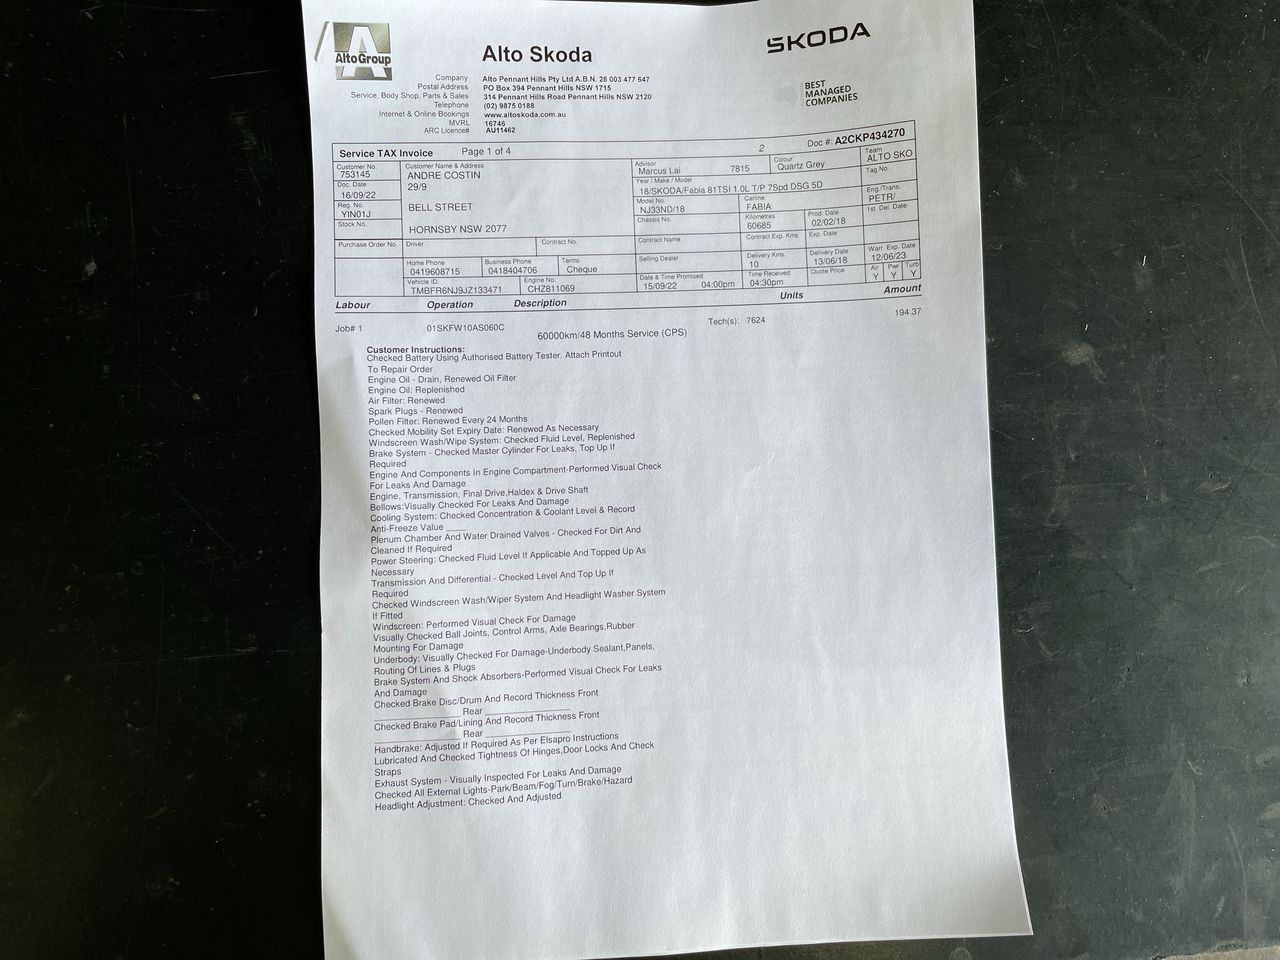 AltoGroup
Alto Skoda
ŠKODA
Company Alto Pennant Hills Pty Ltd A.B.N. 28 003 477 647
Postal Address PO Box 394 Pennant Hills NSW 1715
Service, Body Shop, Parts & Sales 314 Pennant Hills Road Pennant Hills NSW 2120
Telephone (02) 9875 0188
Internet & Online Bookings www.altoskoda.com.au
MVRL 16746
ARC Licence# AU11462
BEST
MANAGED
COMPANIES
Service TAX Invoice Page 1 of 4 2 Doc #: A2CKP434270
Customer No. 753145
Customer Name & Address
ANDRE COSTIN
29/9
BELL STREET
HORNSBY NSW 2077
Advisor Marcus Lai 7815
Colour Quartz Grey
Team ALTO SKO
Doc. Date 16/09/22
Year / Make / Model
18/SKODA/Fabia 81TSI 1.0L T/P 7Spd DSG 5D
Tag No.
Reg. No. YIN01J
Model No. NJ33ND/18
Carline FABIA
Eng./Trans. PETR/
Stock No.
Chassis No.
Kilometres 60685
Prod. Date 02/02/18
1st. Del. Date
Purchase Order No.
Driver
Contract No.
Contract Name
Contract Exp. Kms
Exp. Date
Home Phone 0419608715
Business Phone 0418404706
Terms Cheque
Selling Dealer
Delivery Kms. 10
Delivery Date 13/06/18
Warr. Exp. Date 12/06/23
Vehicle ID. TMBFR6NJ9JZ133471
Engine No. CHZ811069
Date & Time Promised 15/09/22 04:00pm
Time Received 04:30pm
Quote Price
Air Y Pwr Y Turb Y
Labour Operation Description Units Amount
Job# 1 01SKFW10AS060C 60000km/48 Months Service (CPS) Tech(s): 7624 194.37
Customer Instructions:
Checked Battery Using Authorised Battery Tester. Attach Printout
To Repair Order
Engine Oil - Drain, Renewed Oil Filter
Engine Oil: Replenished
Air Filter: Renewed
Spark Plugs - Renewed
Pollen Filter: Renewed Every 24 Months
Checked Mobility Set Expiry Date: Renewed As Necessary
Windscreen Wash/Wipe System: Checked Fluid Level, Replenished
Brake System - Checked Master Cylinder For Leaks, Top Up If
Required
Engine And Components In Engine Compartment-Performed Visual Check
For Leaks And Damage
Engine, Transmission, Final Drive,Haldex & Drive Shaft
Bellows:Visually Checked For Leaks And Damage
Cooling System: Checked Concentration & Coolant Level & Record
Anti-Freeze Value ____
Plenum Chamber And Water Drained Valves - Checked For Dirt And
Cleaned If Required
Power Steering: Checked Fluid Level If Applicable And Topped Up As
Necessary
Transmission And Differential - Checked Level And Top Up If
Required
Checked Windscreen Wash/Wiper System And Headlight Washer System
If Fitted
Windscreen: Performed Visual Check For Damage
Visually Checked Ball Joints, Control Arms, Axle Bearings,Rubber
Mounting For Damage
Underbody: Visually Checked For Damage-Underbody Sealant,Panels,
Routing Of Lines & Plugs
Brake System And Shock Absorbers-Performed Visual Check For Leaks
And Damage
Checked Brake Disc/Drum And Record Thickness Front
________________ Rear ________________
Checked Brake Pad/Lining And Record Thickness Front
________________ Rear ________________
Handbrake: Adjusted If Required As Per Elsapro Instructions
Lubricated And Checked Tightness Of Hinges,Door Locks And Check
Straps
Exhaust System - Visually Inspected For Leaks And Damage
Checked All External Lights-Park/Beam/Fog/Turn/Brake/Hazard
Headlight Adjustment: Checked And Adjusted